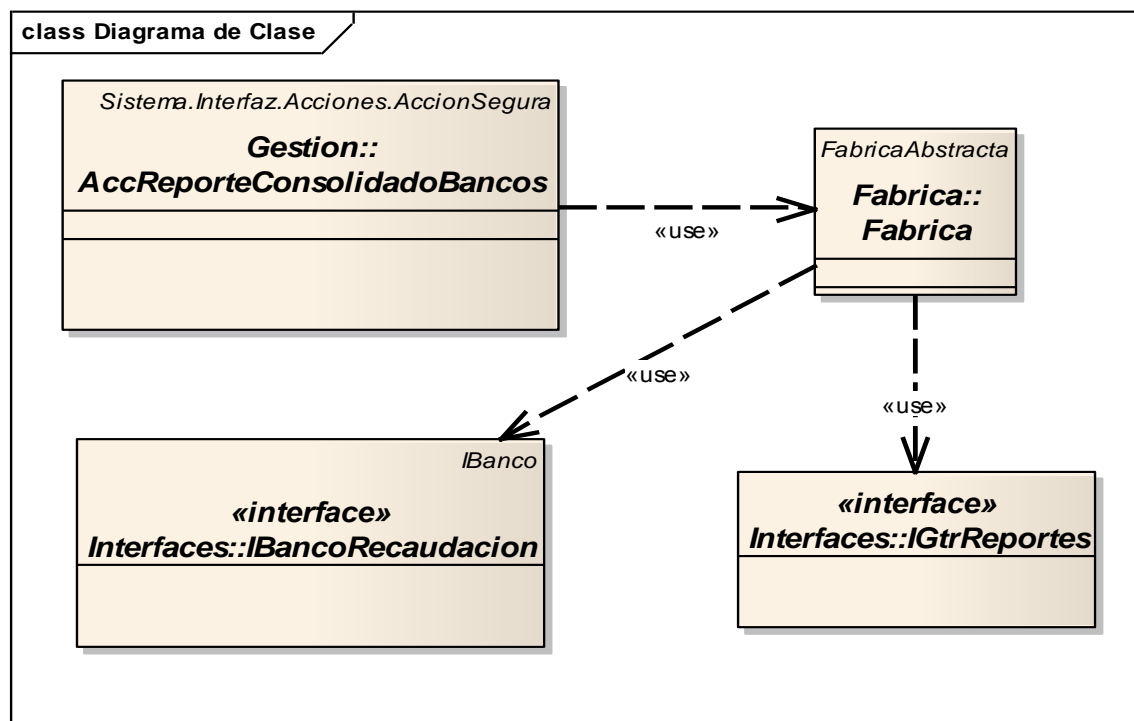 class Diagrama de Clase
Sistema.Interfaz.Acciones.AccionSegura
Gestion::
AccReporteConsolidadoBancos
FabricaAbstracta
Fabrica::
Fabrica
«use»
«use»
«use»
IBanco
«interface»
Interfaces::IBancoRecaudacion
«interface»
Interfaces::IGtrReportes